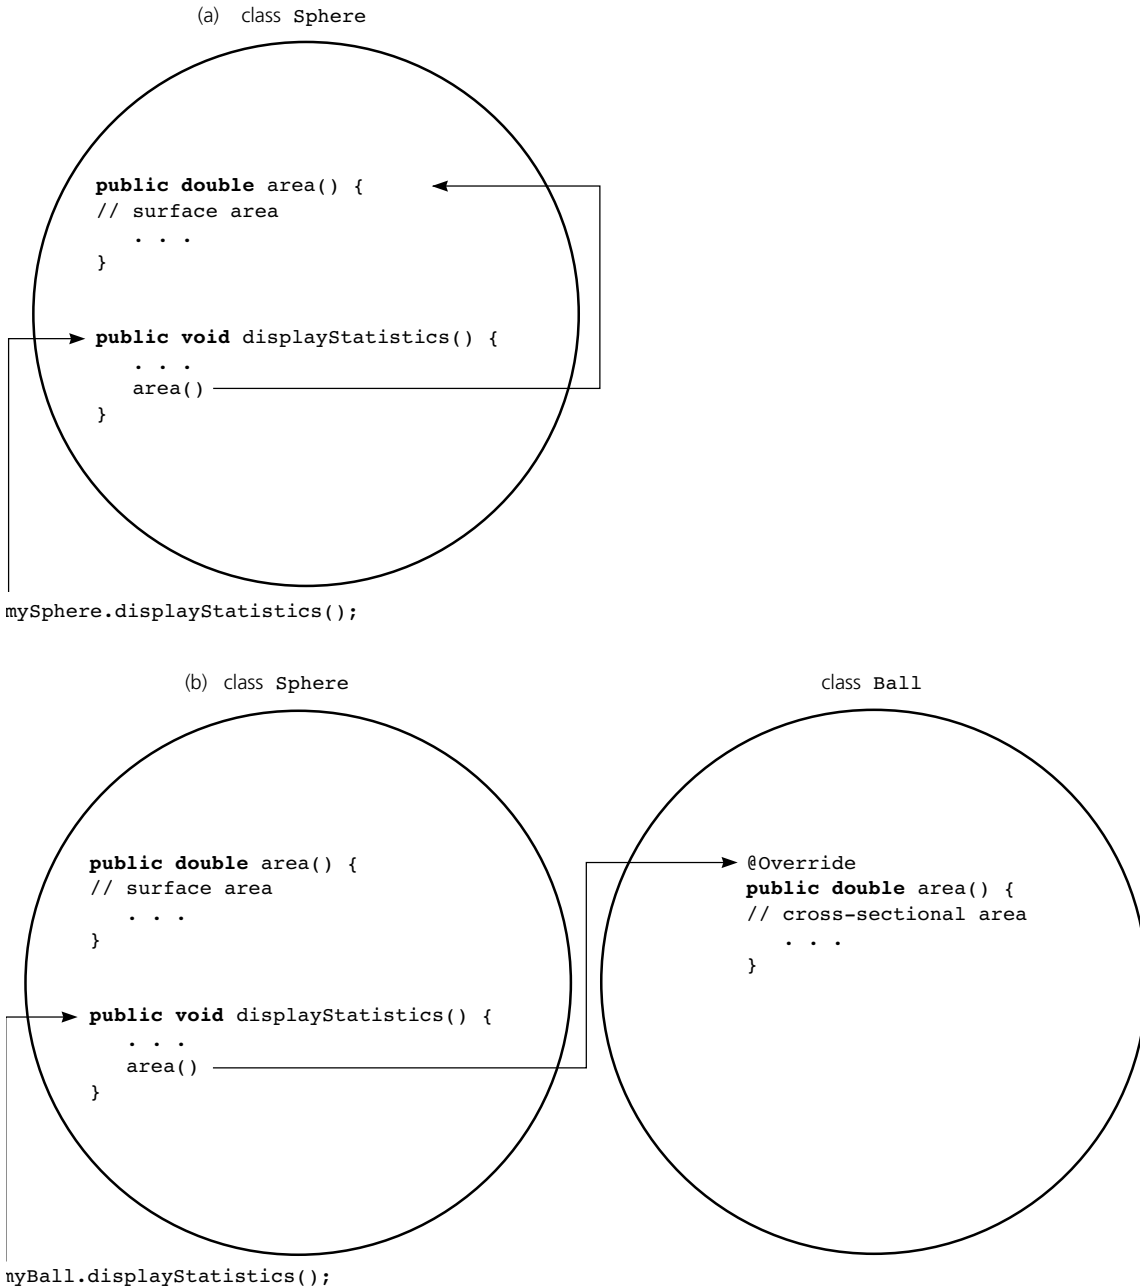 (a) class Sphere
public double area() {
// surface area
. . .
}
public void displayStatistics() {
. . .
area()
}
mySphere.displayStatistics();
(b) class Sphere
public double area() {
// surface area
. . .
}
public void displayStatistics() {
. . .
area()
}
myBall.displayStatistics();
class Ball
@Override
public double area() {
// cross-sectional area
. . .
}